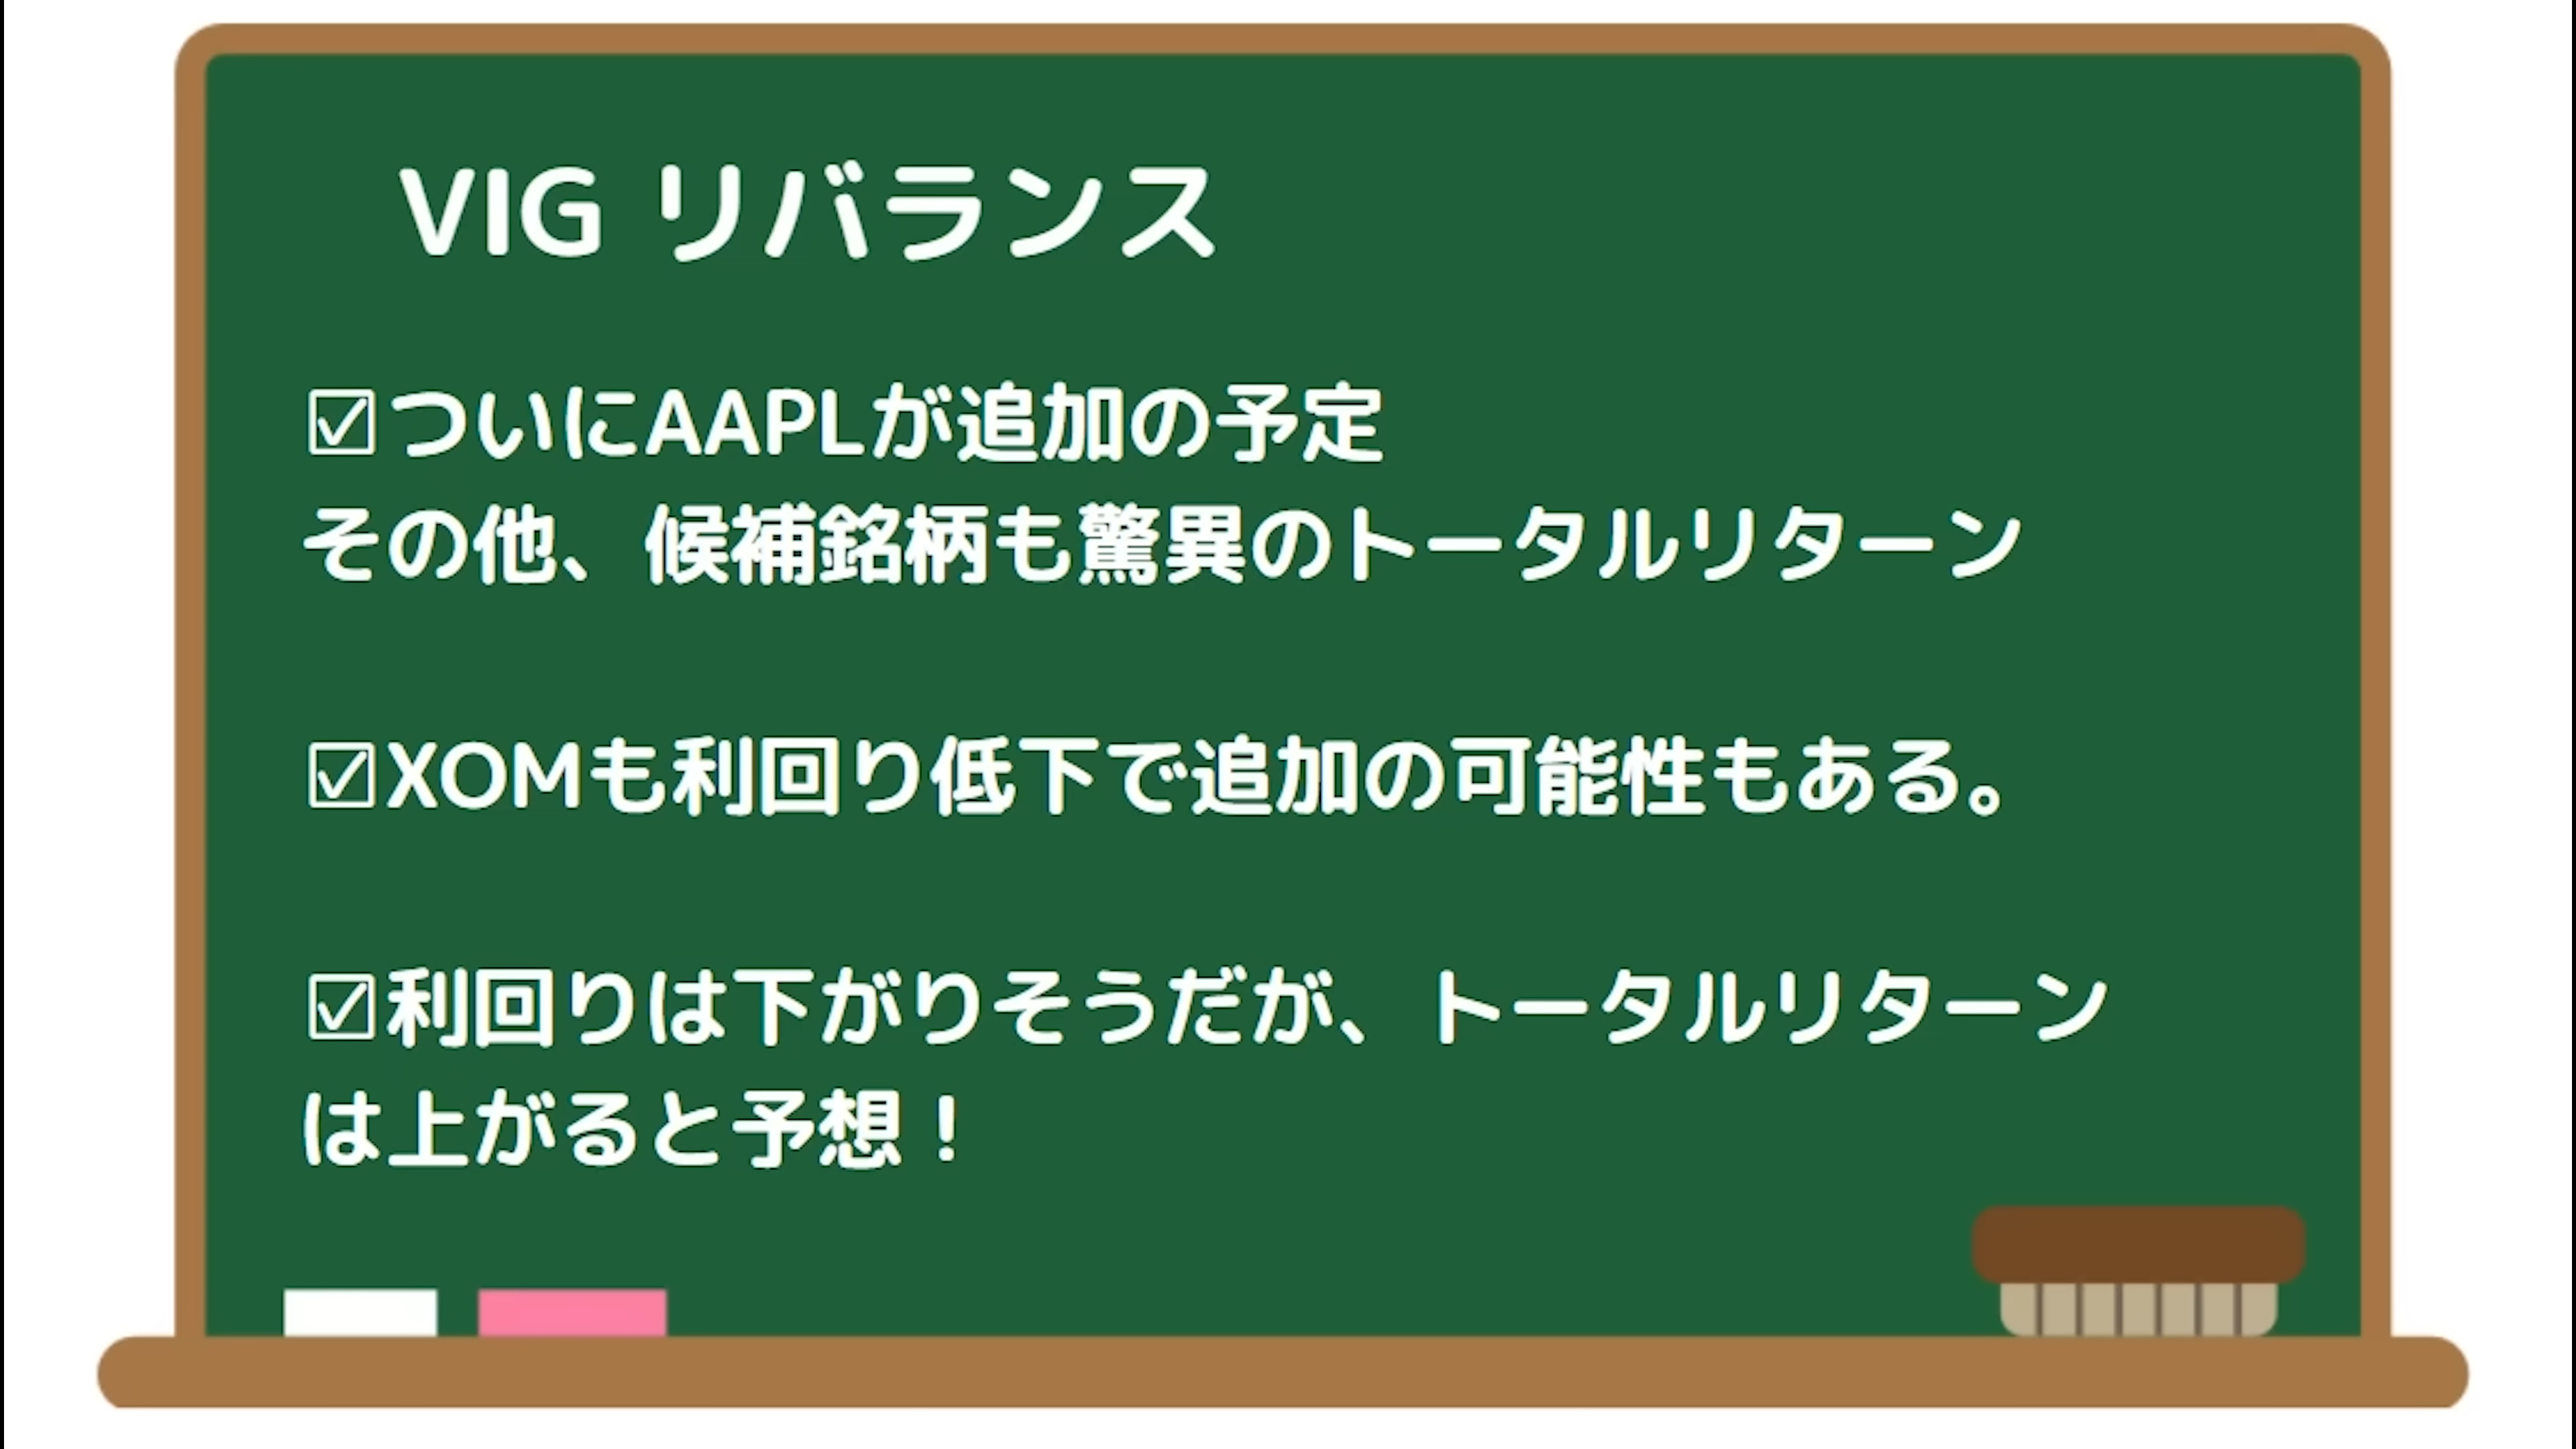 VIG リバランス
☑ついにAAPLが追加の予定
その他、候補銘柄も驚異のトータルリターン
☑XOMも利回り低下で追加の可能性もある。
☑利回りは下がりそうだが、トータルリターン
は上がると予想！